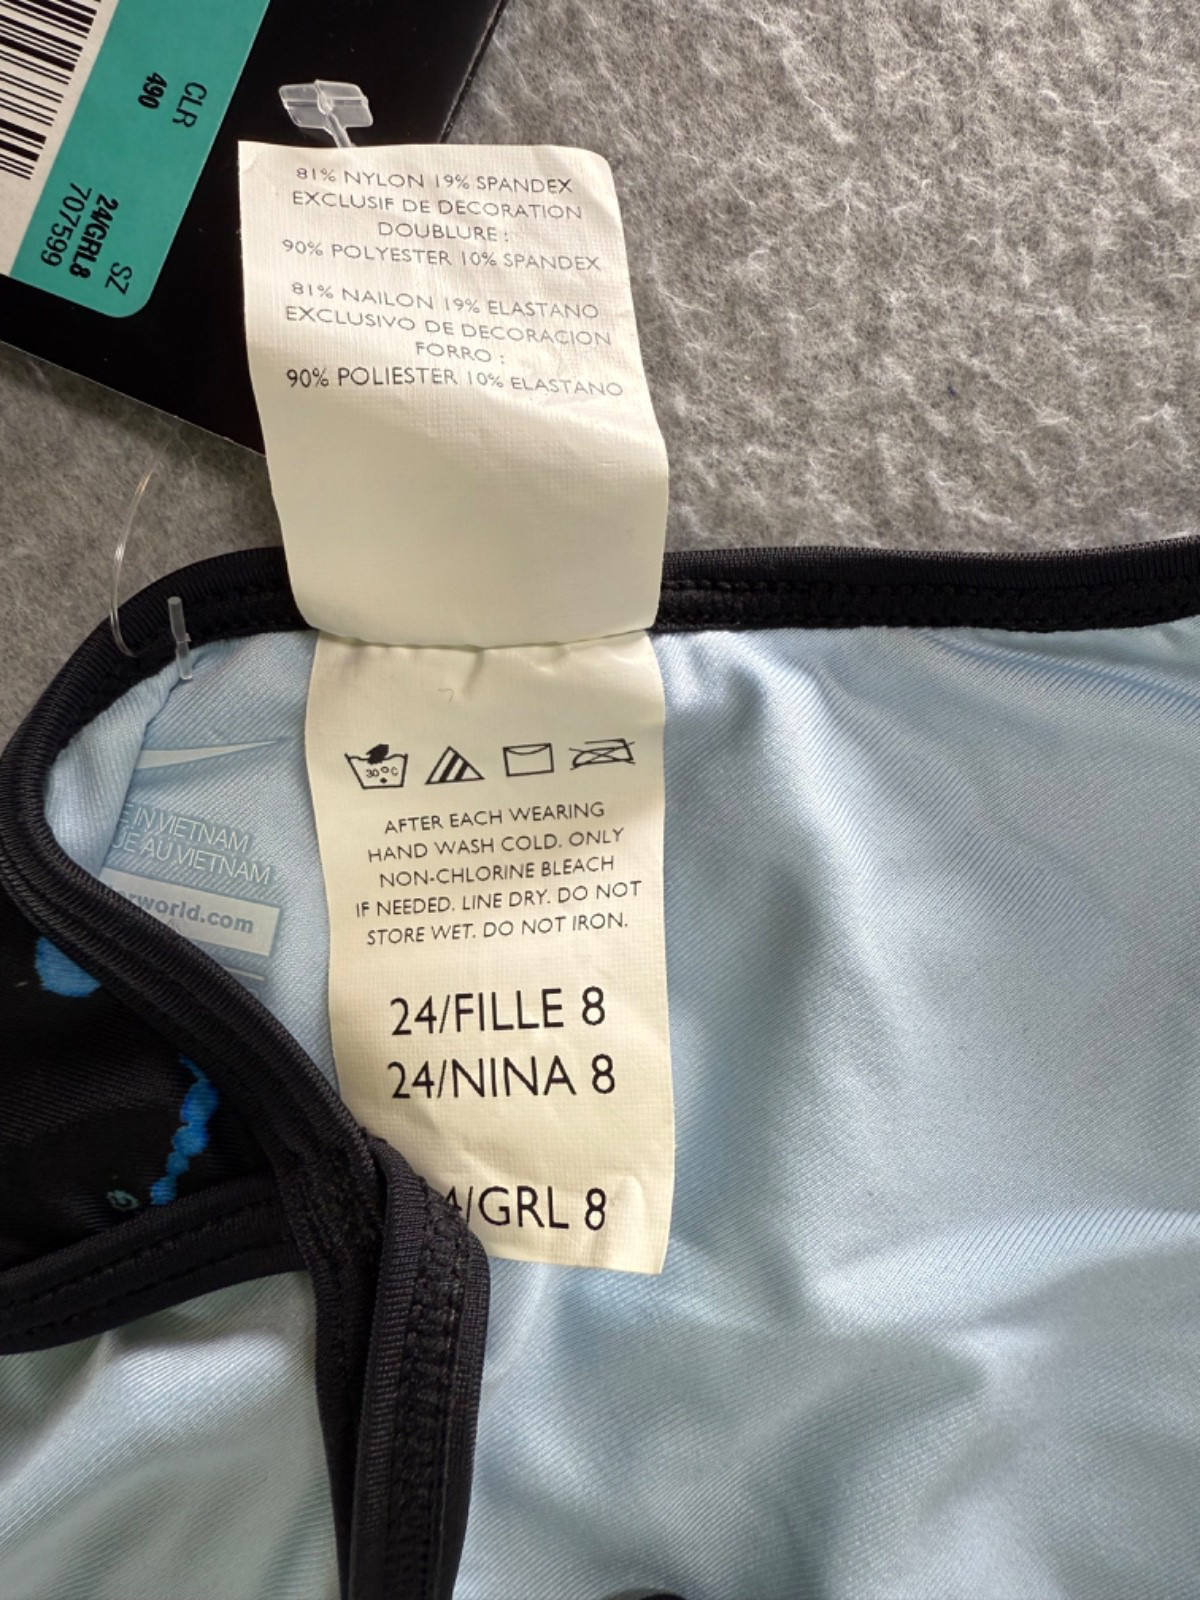 CLR
490
SZ
24/GRL8
707599
81% NYLON 19% SPANDEX
EXCLUSIF DE DECORATION
DOUBLURE :
90% POLYESTER 10% SPANDEX
81% NAILON 19% ELASTANO
EXCLUSIVO DE DECORACION
FORRO :
90% POLIESTER 10% ELASTANO
30°C
AFTER EACH WEARING
HAND WASH COLD. ONLY
NON-CHLORINE BLEACH
IF NEEDED. LINE DRY. DO NOT
STORE WET. DO NOT IRON.
24/FILLE 8
24/NINA 8
/GRL 8
IN VIETNAM
AU VIETNAM
world.com